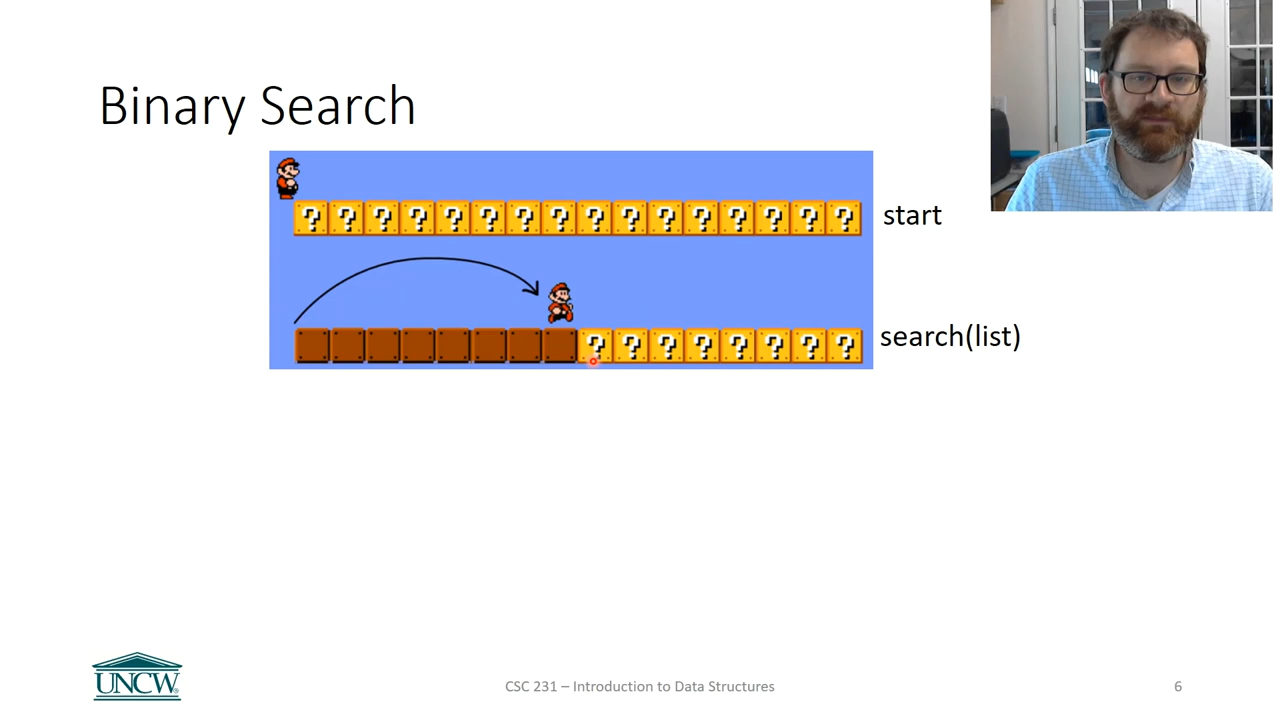 Binary Search
? ? ? ? ? ? ? ? ? ? ? ? ? ? ? ?
start
? ? ? ? ? ? ? ?
search(list)
UNCW
CSC 231 – Introduction to Data Structures
6